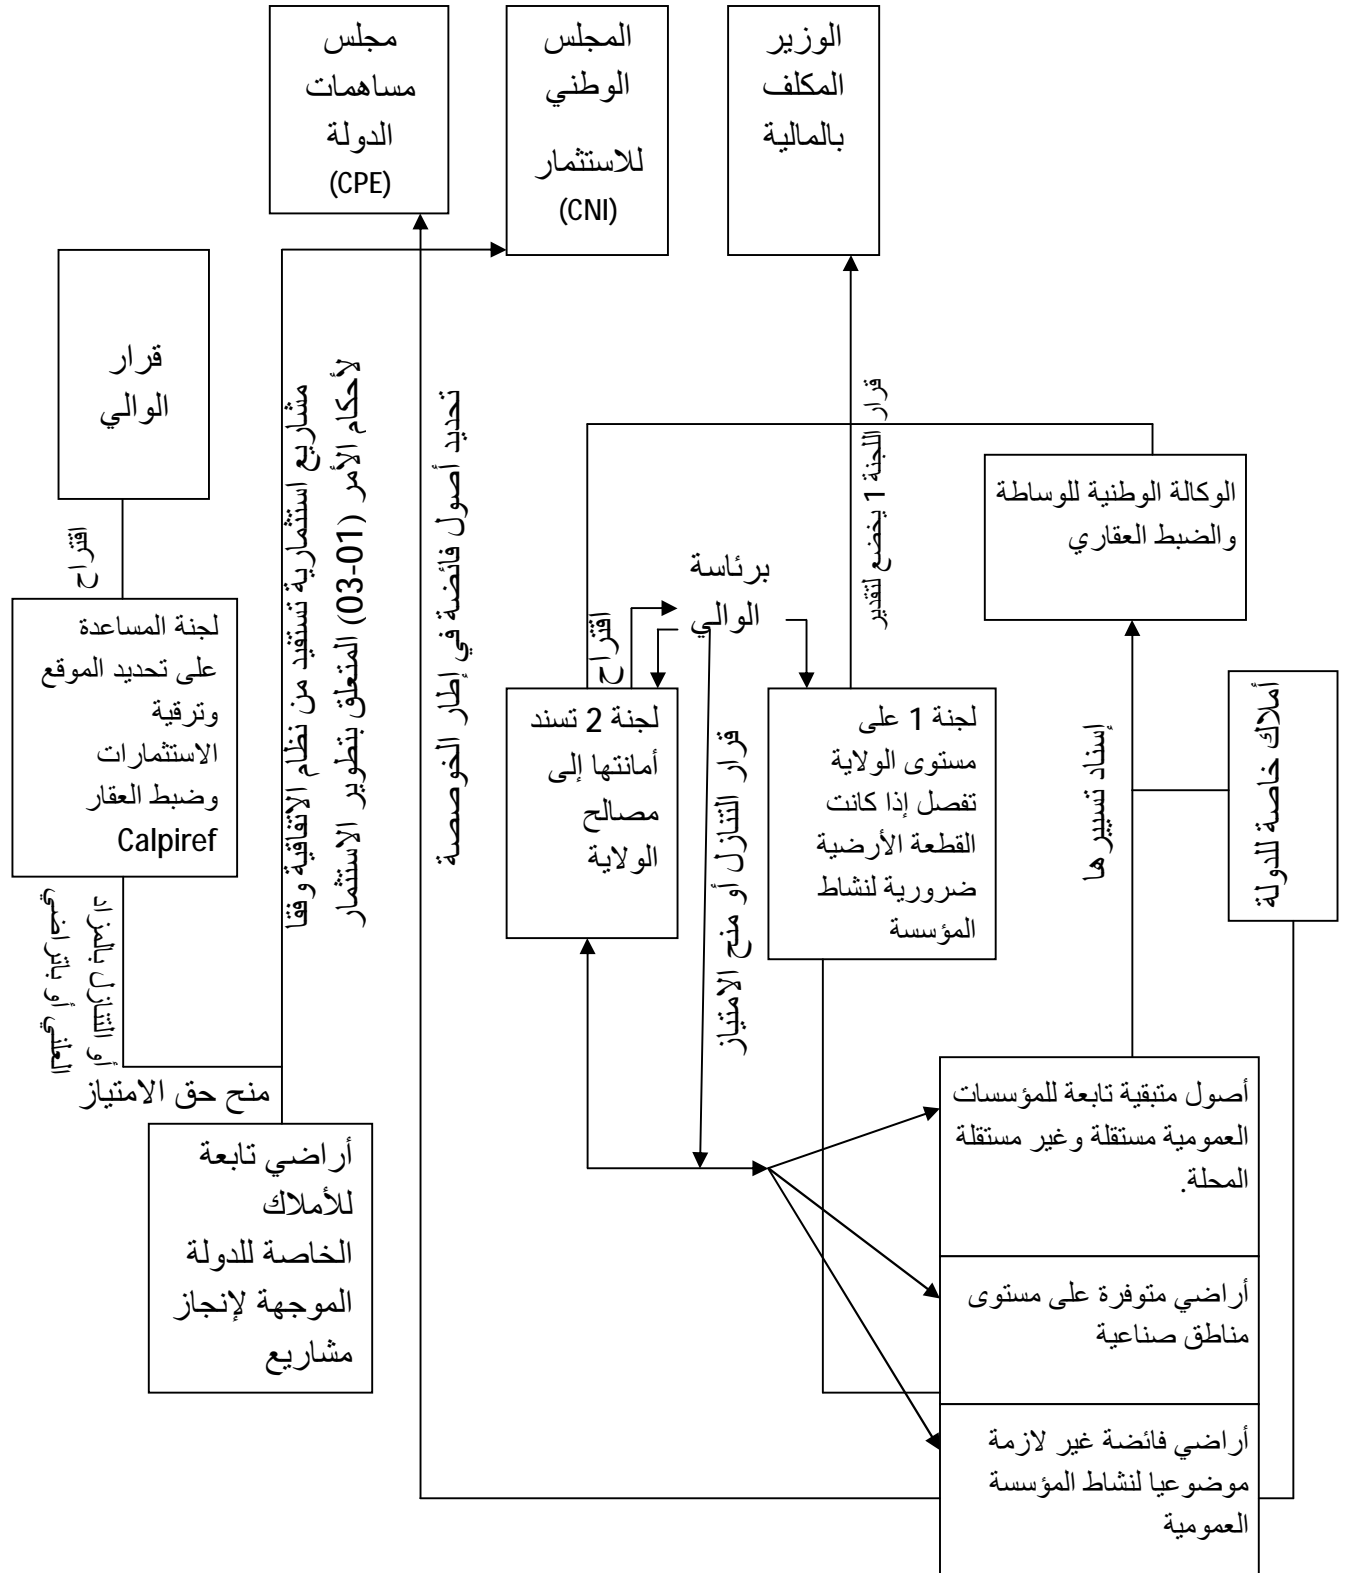 الوزير
المكلف
بالمالية
المجلس
الوطني
للاستثمار
(CNI)
مجلس
مساهمات
الدولة
(CPE)
قرار
الوالي
اقتراح
لجنة المساعدة
على تحديد الموقع
وترقية
الاستثمارات
وضبط العقار
Calpiref
أو التنازل بالمزاد
العلني أو باتراضي
منح حق الامتياز
أراضي تابعة
للأملاك
الخاصة للدولة
الموجهة لإنجاز
مشاريع
مشاريع استثمارية تستفيد من نظام الاتفاقية وفقا
لأحكام الأمر (01-03) المتعلق بتطوير الاستثمار
تحديد أصول فائضة في إطار الخوصصة
قرار اللجنة 1 يخضع لتقدير
الوكالة الوطنية للوساطة
والضبط العقاري
برئاسة
الوالي
اقتراح
لجنة 2 تسند
أمانتها إلى
مصالح
الولاية
قرار التنازل أو منح الامتياز
لجنة 1 على
مستوى الولاية
تفصل إذا كانت
القطعة الأرضية
ضرورية لنشاط
المؤسسة
إسناد تسييرها
أملاك خاصة للدولة
أصول متبقية تابعة للمؤسسات
العمومية مستقلة وغير مستقلة
المحلة.
أراضي متوفرة على مستوى
مناطق صناعية
أراضي فائضة غير لازمة
موضوعيا لنشاط المؤسسة
العمومية